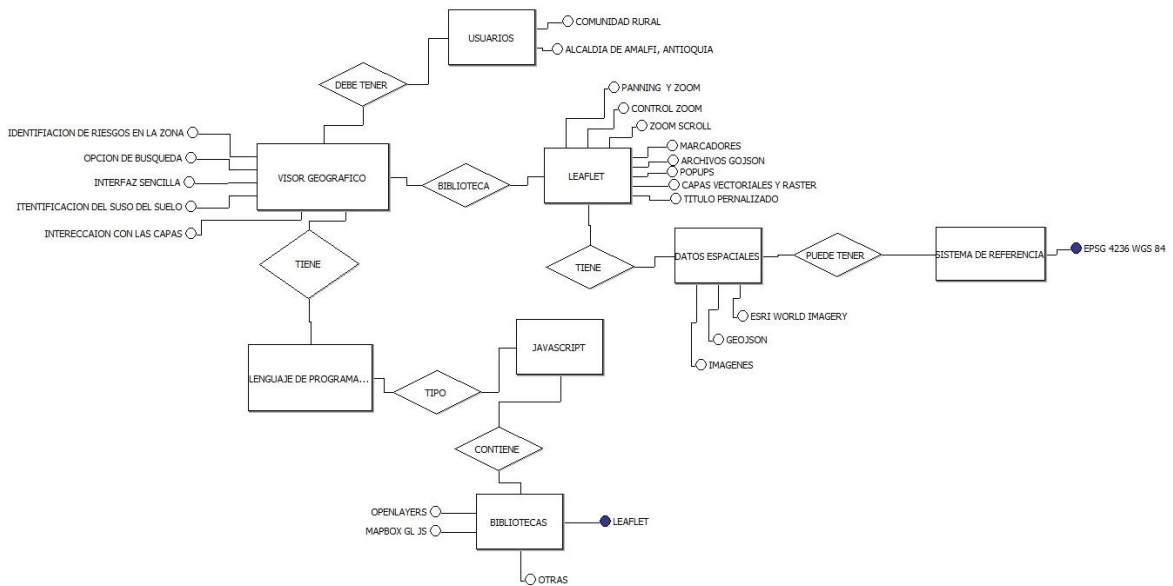 USUARIOS
COMUNIDAD RURAL
ALCALDIA DE AMALFI, ANTIOQUIA
DEBE TENER
IDENTIFIACION DE RIESGOS EN LA ZONA
OPCION DE BUSQUEDA
INTERFAZ SENCILLA
ITENTIFICACION DEL SUSO DEL SUELO
INTERECCAION CON LAS CAPAS
VISOR GEOGRAFICO
BIBLIOTECA
LEAFLET
PANNING Y ZOOM
CONTROL ZOOM
ZOOM SCROLL
MARCADORES
ARCHIVOS GOJSON
POPUPS
CAPAS VECTORIALES Y RASTER
TITULO PERNALIZADO
TIENE
TIENE
DATOS ESPACIALES
PUEDE TENER
SISTEMA DE REFERENCIA
EPSG 4236 WGS 84
ESRI WORLD IMAGERY
GEOJSON
IMAGENES
LENGUAJE DE PROGRAMA...
TIPO
JAVASCRIPT
CONTIENE
OPENLAYERS
MAPBOX GL JS
BIBLIOTECAS
LEAFLET
OTRAS